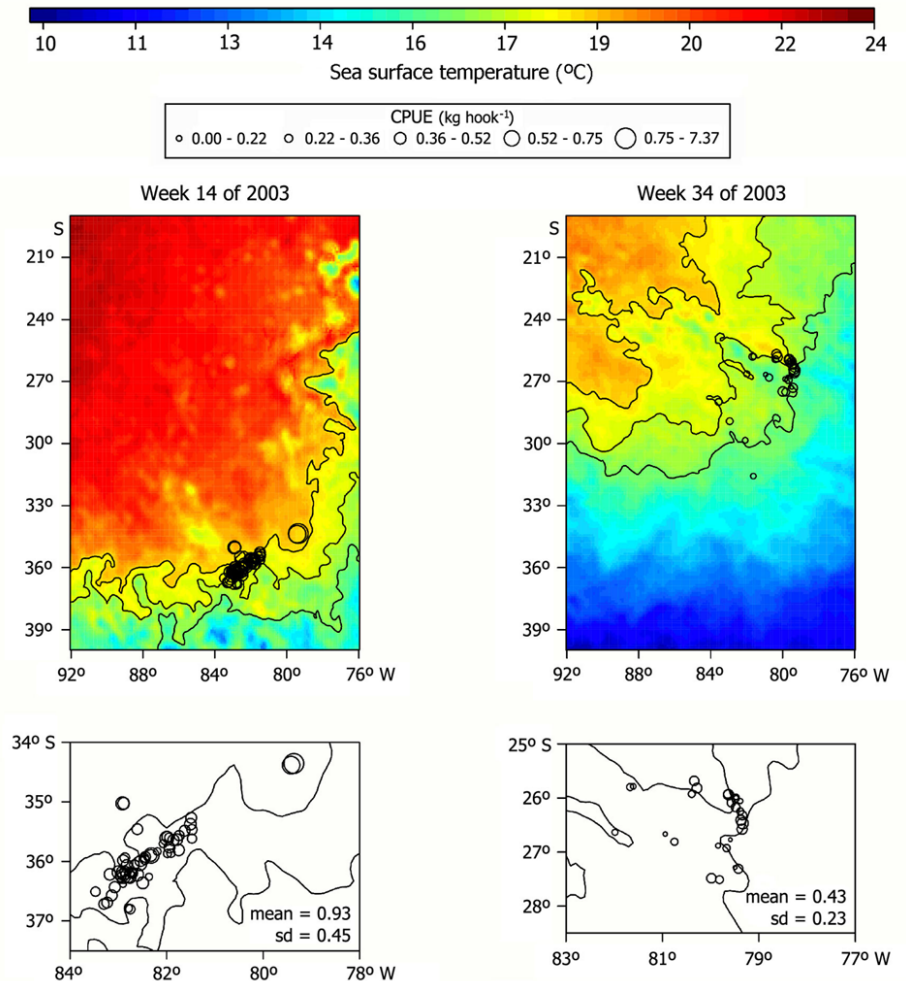 10 11 13 14 16 17 19 20 22 24
Sea surface temperature (ºC)
CPUE (kg hook⁻¹)
0.00 - 0.22 0.22 - 0.36 0.36 - 0.52 0.52 - 0.75 0.75 - 7.37
Week 14 of 2003
S
21º
24º
27º
30º
33º
36º
39º
92º 88º 84º 80º 76º W
Week 34 of 2003
S
21º
24º
27º
30º
33º
36º
39º
92º 88º 84º 80º 76º W
34º S
35º
36º
37º
mean = 0.93
sd = 0.45
84º 82º 80º 78º W
25º S
26º
27º
28º
mean = 0.43
sd = 0.23
83º 81º 79º 77º W